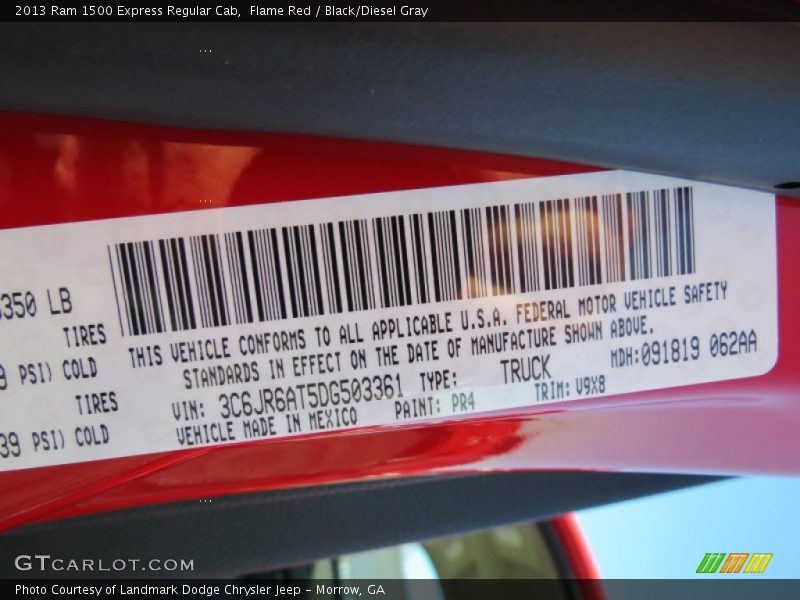 2013 Ram 1500 Express Regular Cab,  Flame Red / Black/Diesel Gray
350 LB
TIRES
PSI) COLD
TIRES
39 PSI) COLD
THIS VEHICLE CONFORMS TO ALL APPLICABLE U.S.A. FEDERAL MOTOR VEHICLE SAFETY
STANDARDS IN EFFECT ON THE DATE OF MANUFACTURE SHOWN ABOVE.
VIN: 3C6JR6AT5DG503361 TYPE: TRUCK MDH:091819 062AA
VEHICLE MADE IN MEXICO PAINT: PR4 TRIM: V9X8
GTCARLOT.COM
Photo Courtesy of Landmark Dodge Chrysler Jeep - Morrow, GA